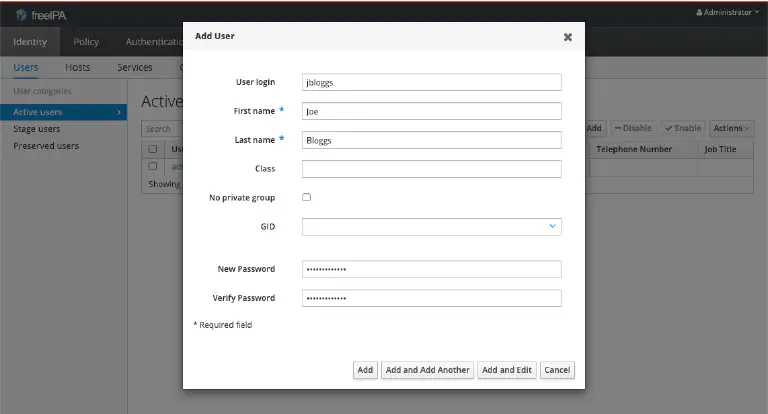 freeIPA
Administrator
Identity Policy Authenticatio
Users Hosts Services
User categories
Active users
Stage users
Preserved users
Active
Search
Add Disable Enable Actions
Telephone Number Job Title
Showing
Add User
User login jbloggs
First name * Joe
Last name * Bloggs
Class
No private group
GID
New Password •••••••••••••
Verify Password •••••••••••••
* Required field
Add Add and Add Another Add and Edit Cancel